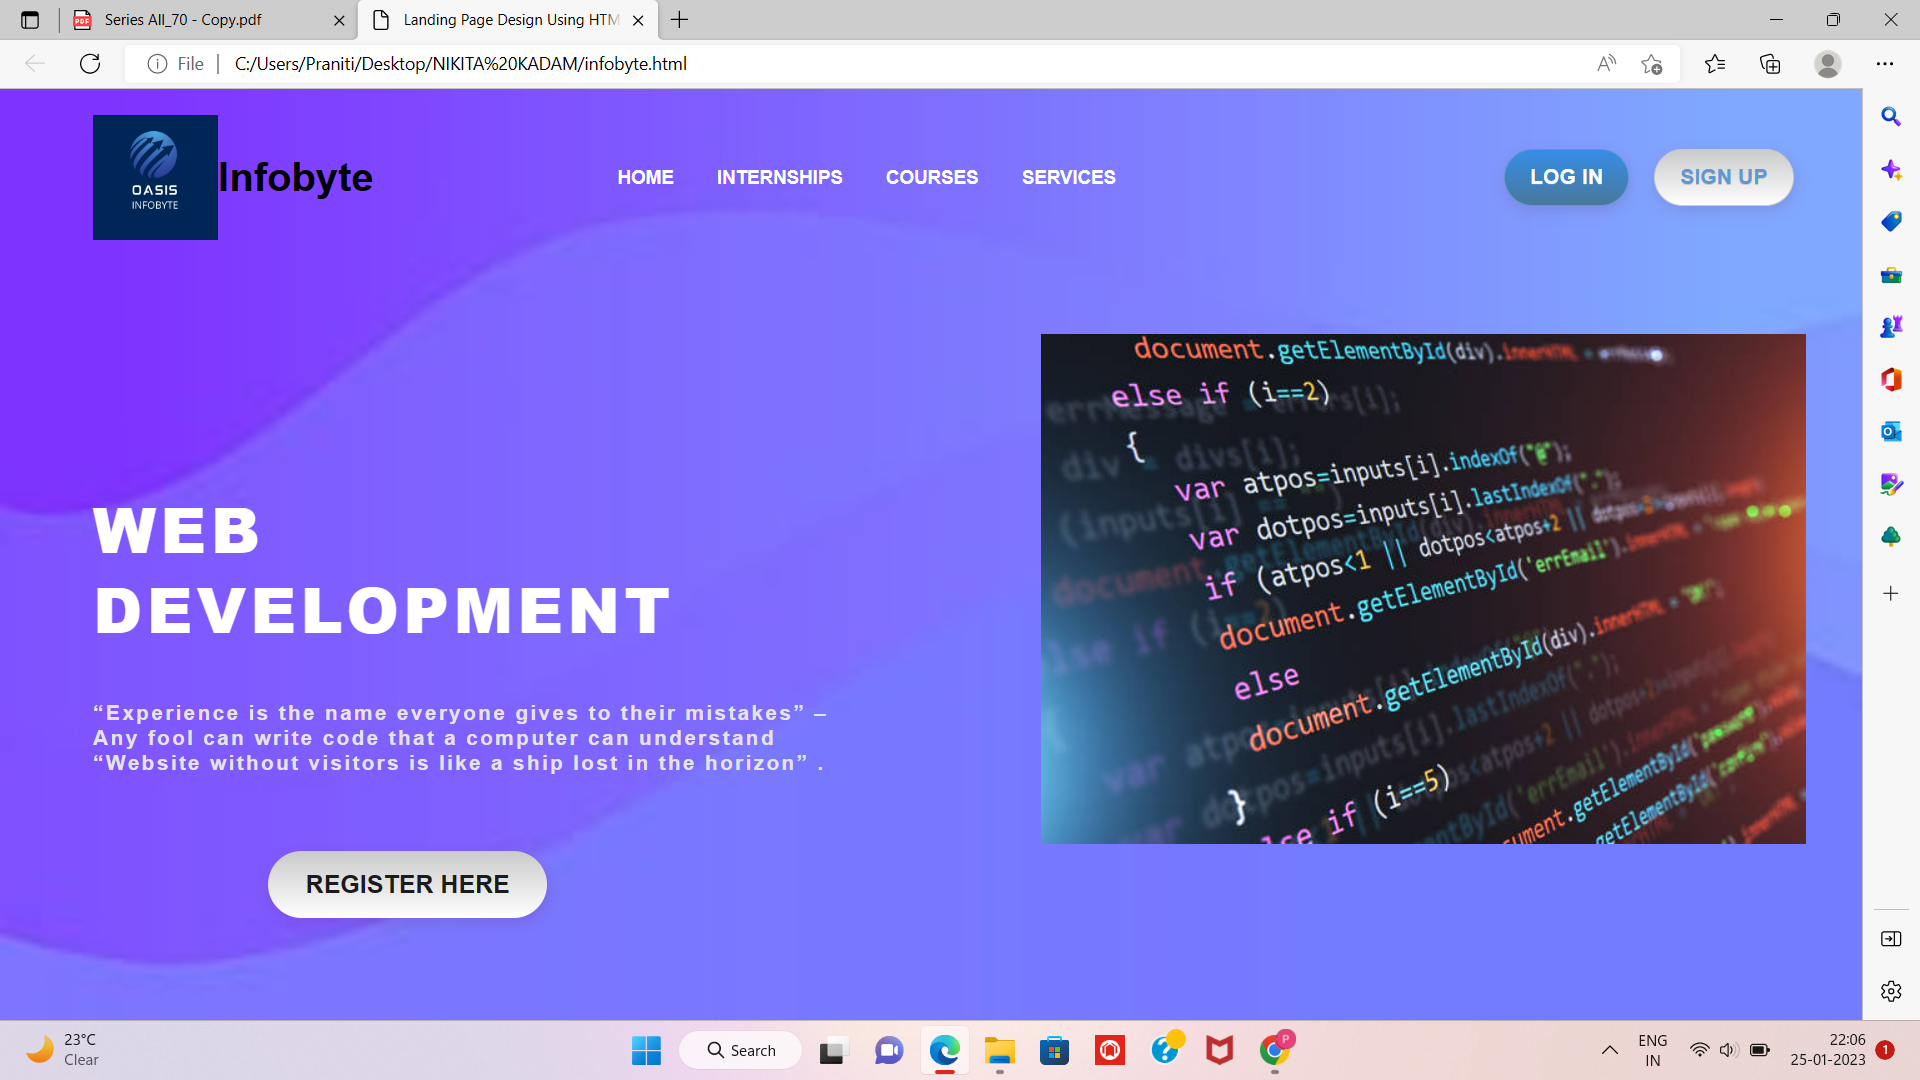 Series All_70 - Copy.pdf
Landing Page Design Using HTM
File
C:/Users/Praniti/Desktop/NIKITA%20KADAM/infobyte.html
OASIS
INFOBYTE
Infobyte
HOME
INTERNSHIPS
COURSES
SERVICES
LOG IN
SIGN UP
WEB
DEVELOPMENT
“Experience is the name everyone gives to their mistakes” –
Any fool can write code that a computer can understand
“Website without visitors is like a ship lost in the horizon” .
REGISTER HERE
document.getElementById(div).innerHTML =
else if (i==2)
{
var atpos=inputs[i].indexOf("@");
var dotpos=inputs[i].lastIndexOf(".");
if (atpos<1 || dotpos<atpos+2 ||
document.getElementById('errEmail').innerHTML
else
document.getElementById(div).innerHTML =
}
else if (i==5)
23°C
Clear
Search
P
ENG
IN
22:06
25-01-2023
1